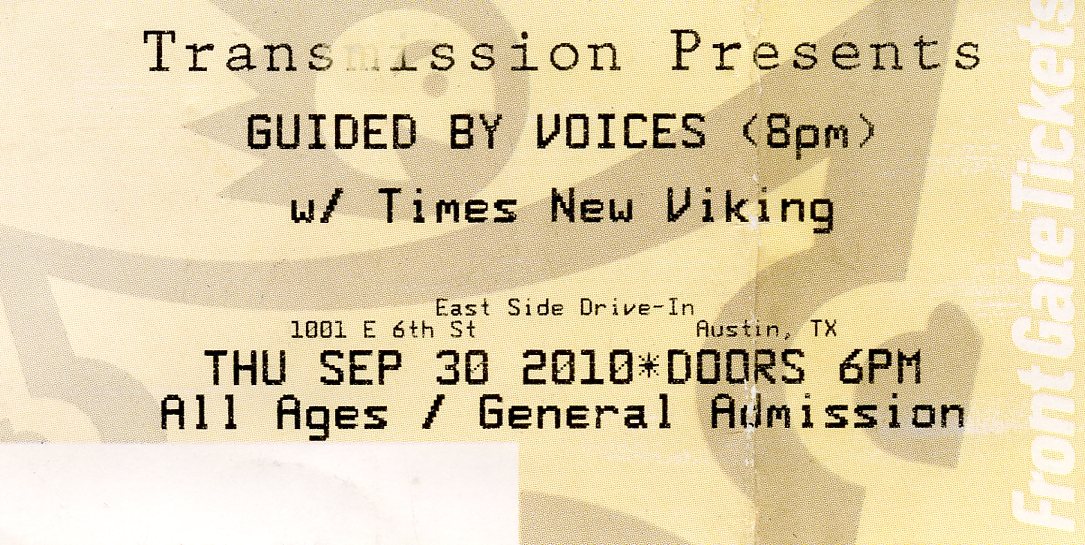 Transmission Presents
GUIDED BY VOICES (8pm)
w/ Times New Viking
East Side Drive-In
1001 E 6th St Austin, TX
THU SEP 30 2010*DOORS 6PM
All Ages / General Admission
Front Gate Tickets